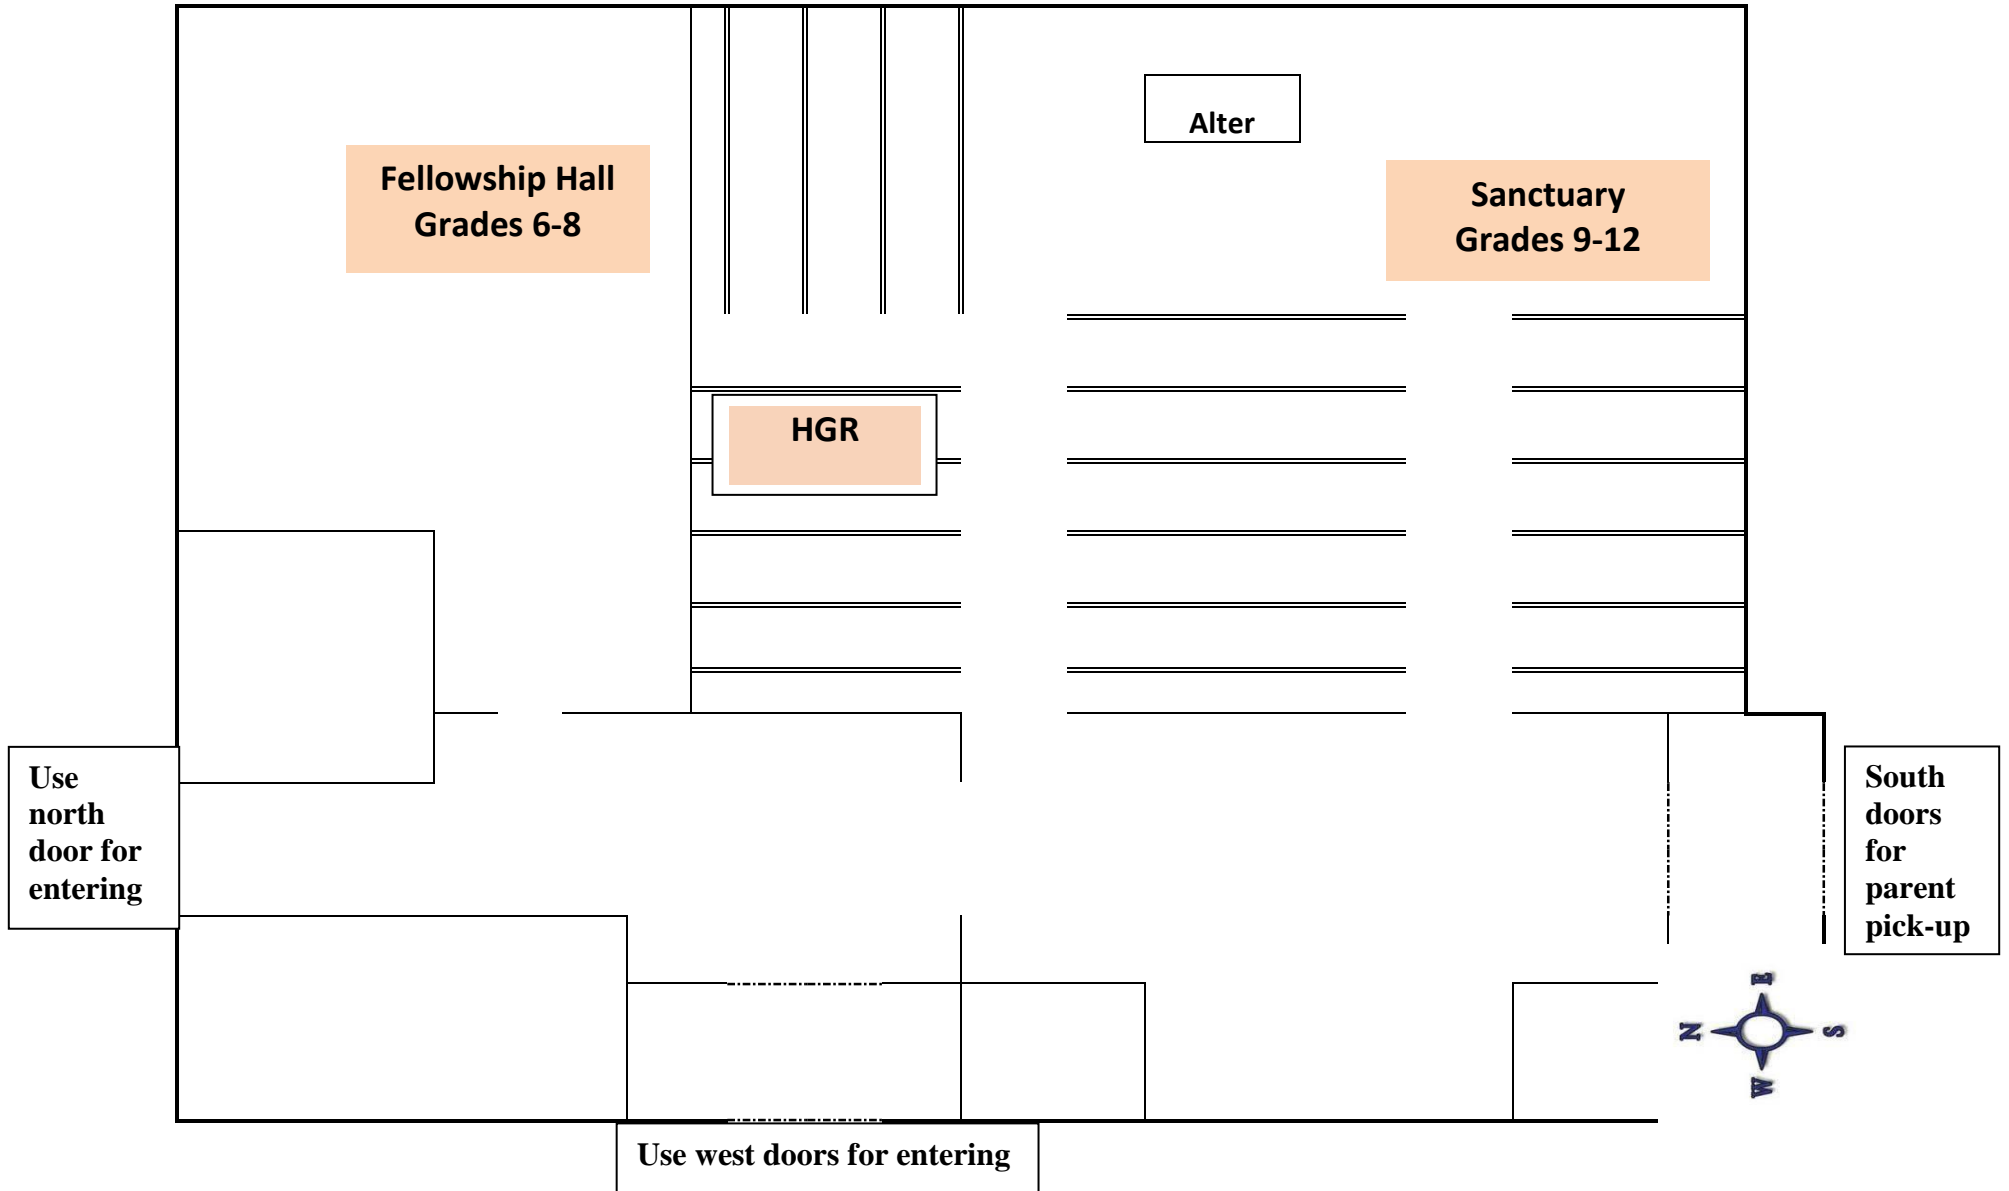 Alter
Fellowship Hall
Grades 6-8
Sanctuary
Grades 9-12
HGR
Use
north
door for
entering
South
doors
for
parent
pick-up
E
N
S
W
Use west doors for entering